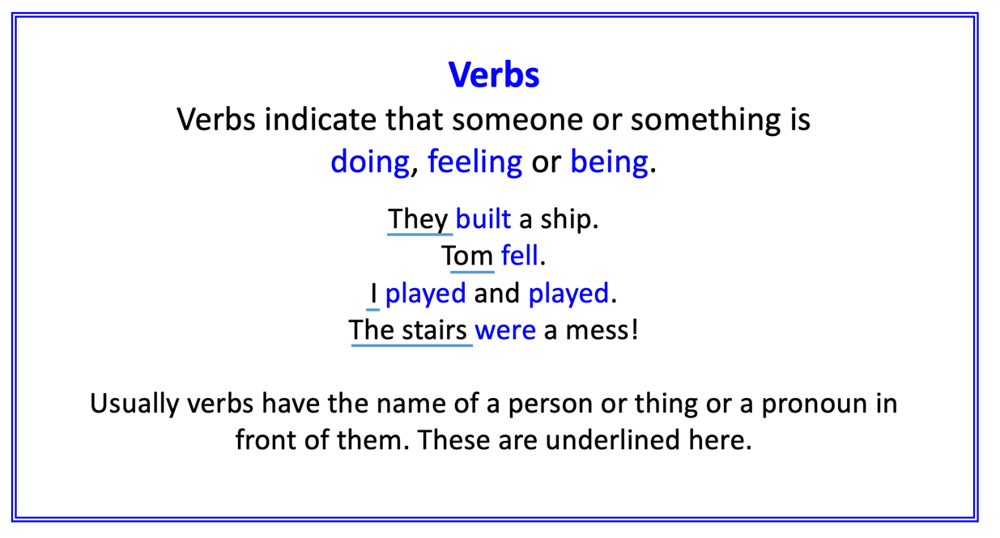 Verbs
Verbs indicate that someone or something is
doing, feeling or being.
They built a ship.
Tom fell.
I played and played.
The stairs were a mess!
Usually verbs have the name of a person or thing or a pronoun in
front of them. These are underlined here.